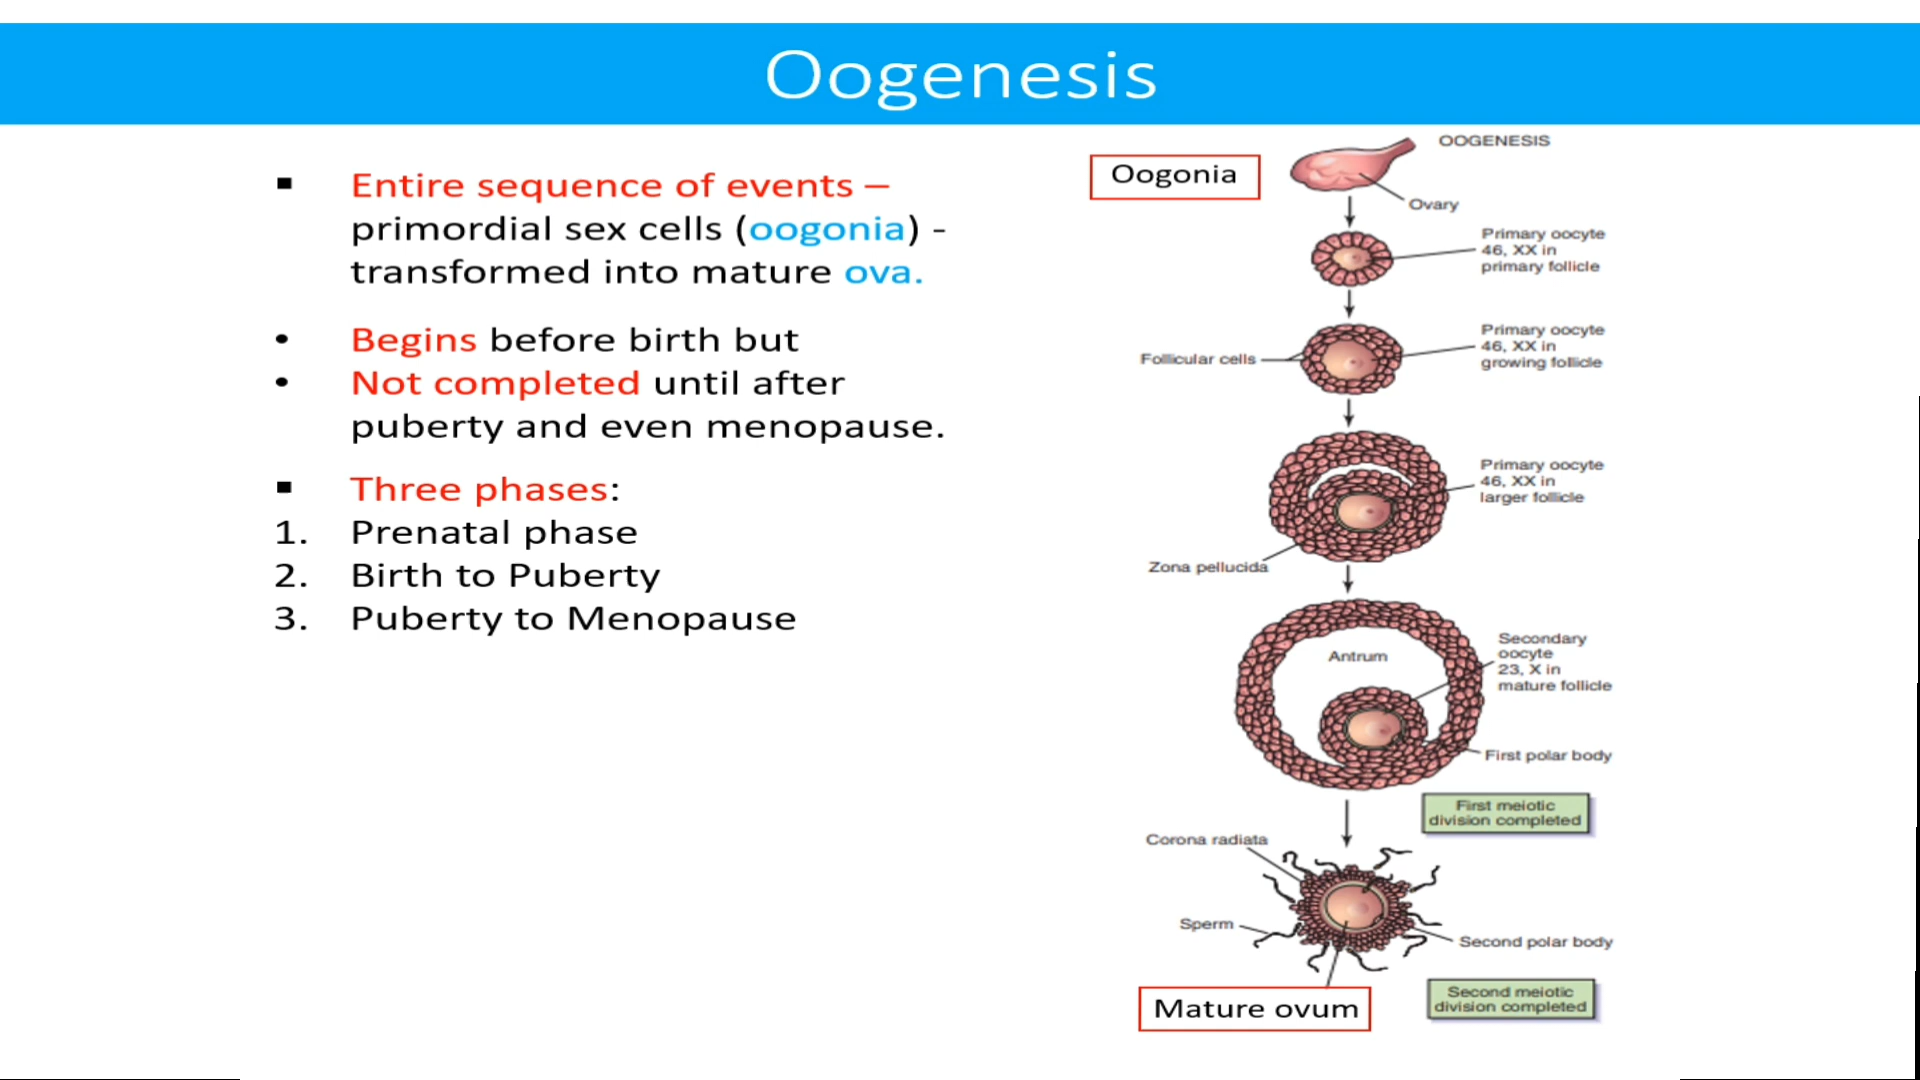 Oogenesis
▪ Entire sequence of events –
primordial sex cells (oogonia) -
transformed into mature ova.
• Begins before birth but
• Not completed until after
puberty and even menopause.
▪ Three phases:
1. Prenatal phase
2. Birth to Puberty
3. Puberty to Menopause
OOGENESIS
Oogonia
Ovary
Primary oocyte
46, XX in
primary follicle
Primary oocyte
46, XX in
growing follicle
Follicular cells
Primary oocyte
46, XX in
larger follicle
Zona pellucida
Secondary
oocyte
23, X in
mature follicle
Antrum
First polar body
First meiotic
division completed
Corona radiata
Sperm
Second polar body
Mature ovum
Second meiotic
division completed